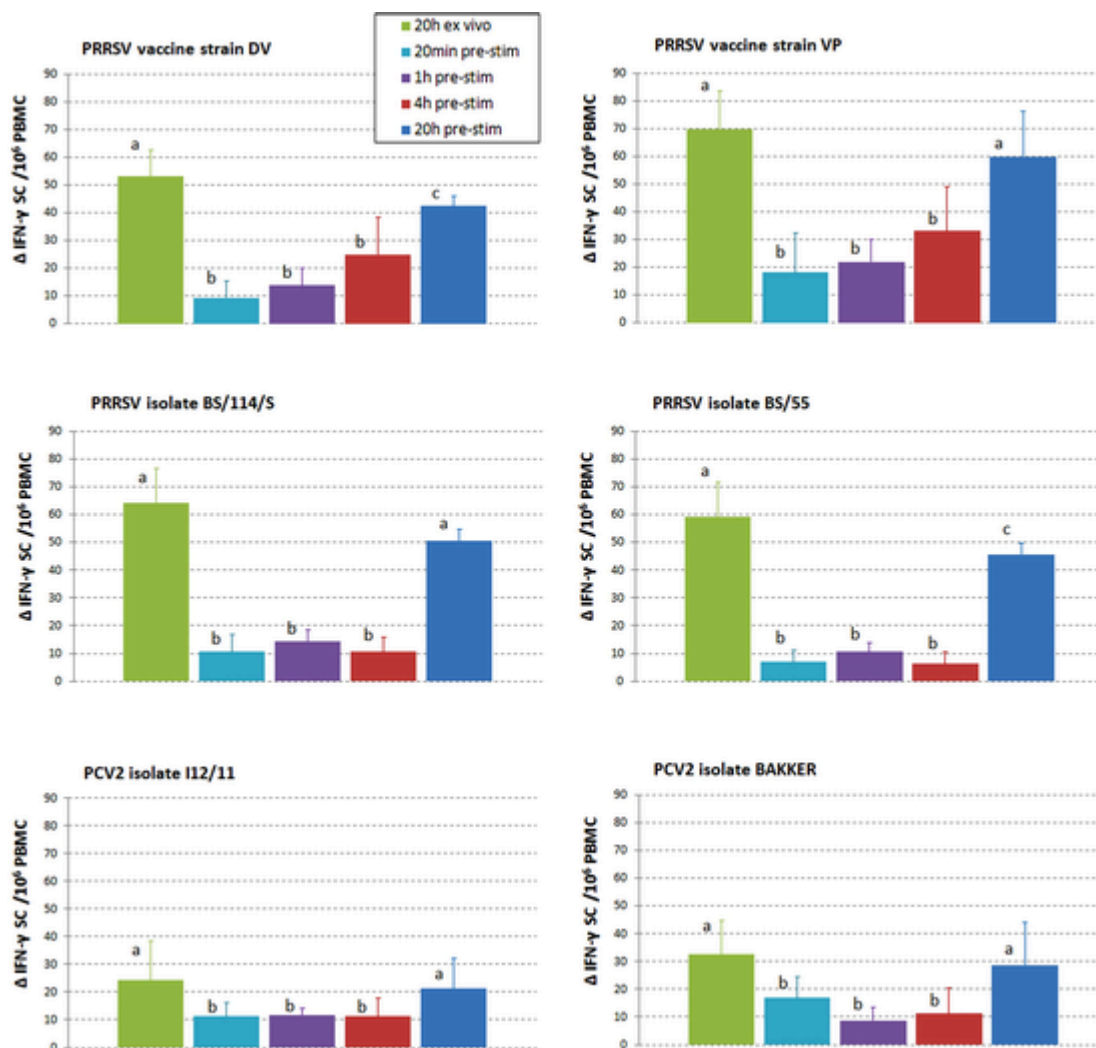 20h ex vivo
20min pre-stim
1h pre-stim
4h pre-stim
20h pre-stim
PRRSV vaccine strain DV
Δ IFN-γ SC /10⁶ PBMC
90
80
70
60
50
40
30
20
10
0
a
b
b
b
c
PRRSV vaccine strain VP
Δ IFN-γ SC /10⁶ PBMC
90
80
70
60
50
40
30
20
10
0
a
b
b
b
a
PRRSV isolate BS/114/S
Δ IFN-γ SC /10⁶ PBMC
90
80
70
60
50
40
30
20
10
0
a
b
b
b
a
PRRSV isolate BS/55
Δ IFN-γ SC /10⁶ PBMC
90
80
70
60
50
40
30
20
10
0
a
b
b
b
c
PCV2 isolate I12/11
Δ IFN-γ SC /10⁶ PBMC
90
80
70
60
50
40
30
20
10
0
a
b
b
b
a
PCV2 isolate BAKKER
Δ IFN-γ SC /10⁶ PBMC
90
80
70
60
50
40
30
20
10
0
a
b
b
b
a